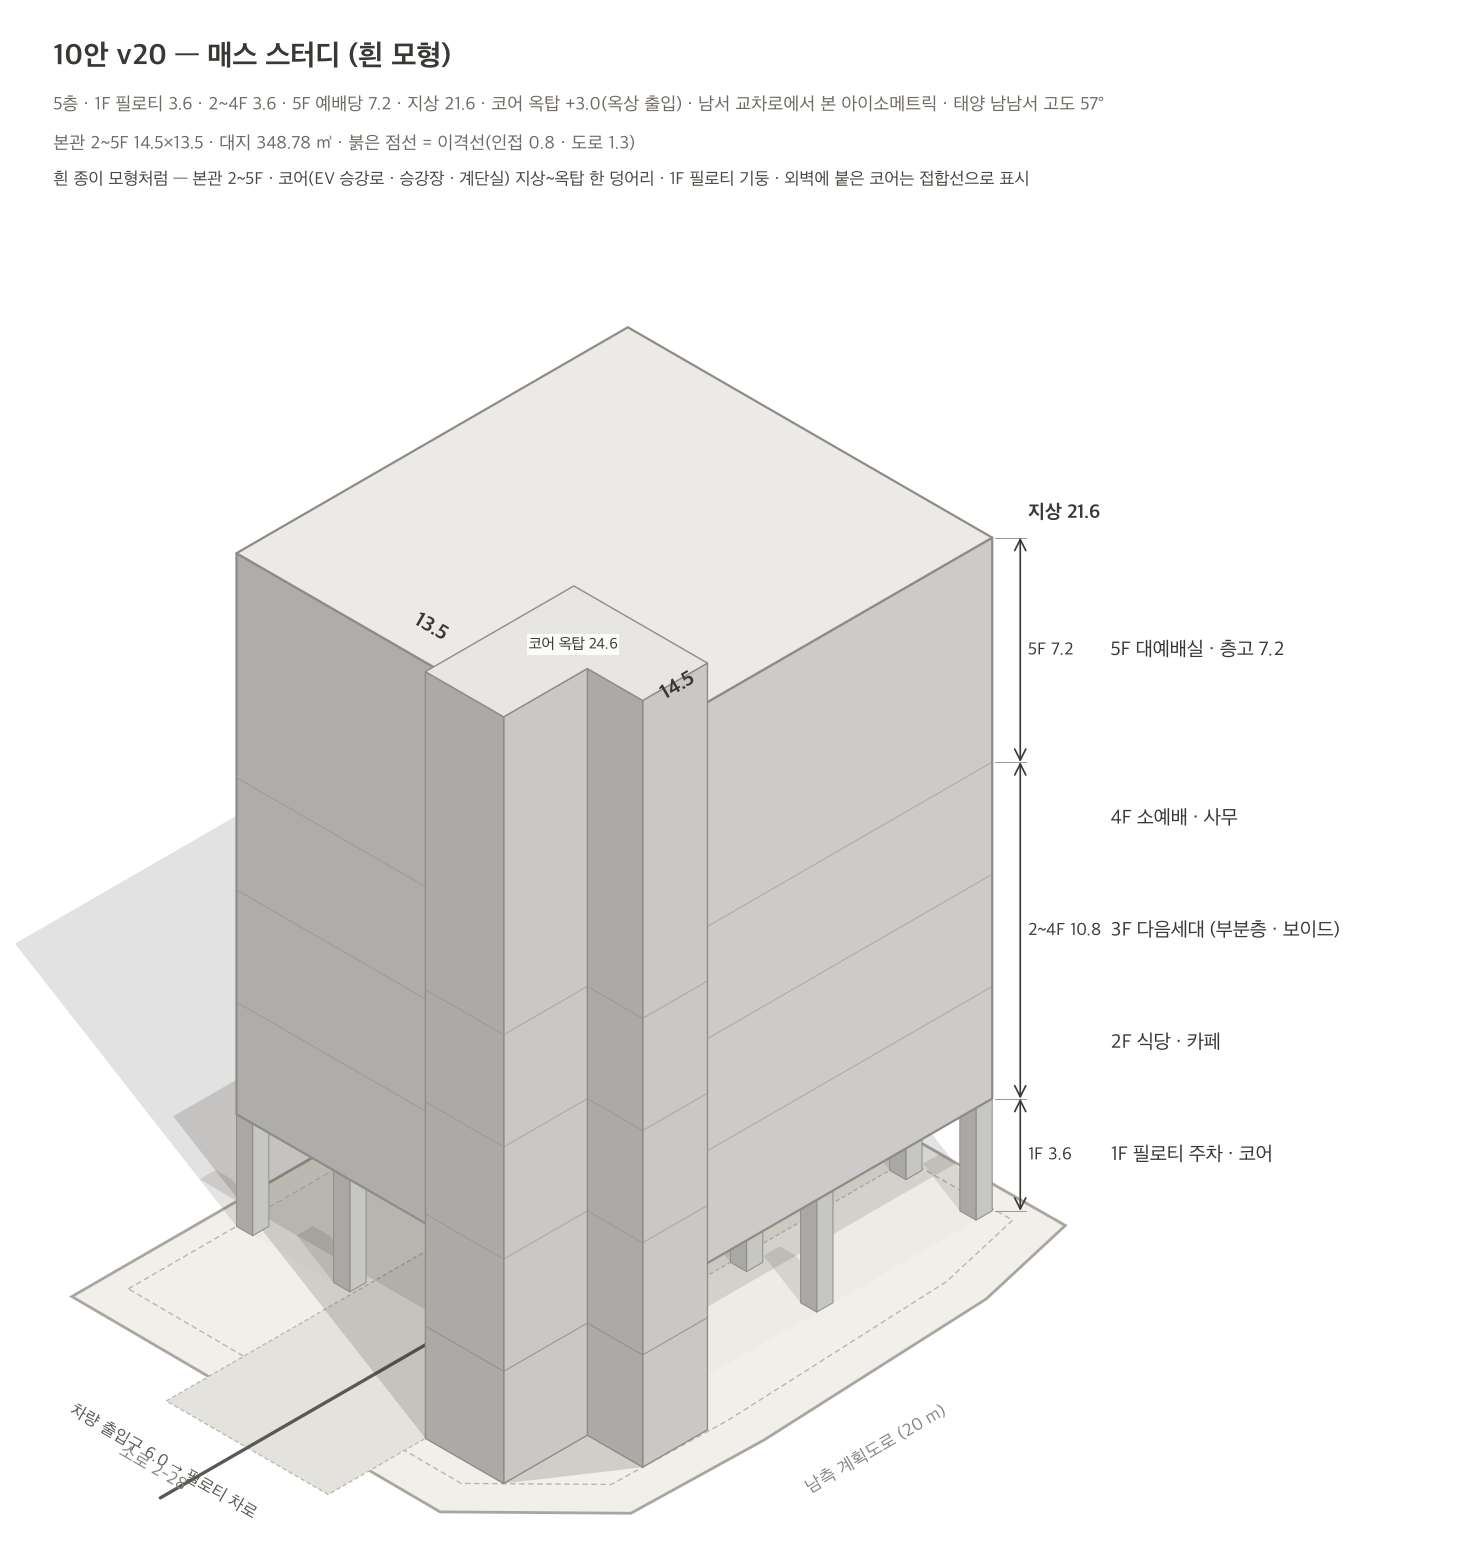 10안 v20 — 매스 스터디 (흰 모형)
5층 · 1F 필로티 3.6 · 2~4F 3.6 · 5F 예배당 7.2 · 지상 21.6 · 코어 옥탑 +3.0(옥상 출입) · 남서 교차로에서 본 아이소메트릭 · 태양 남남서 고도 57°
본관 2~5F 14.5×13.5 · 대지 348.78 ㎡ · 붉은 점선 = 이격선(인접 0.8 · 도로 1.3)
흰 종이 모형처럼 — 본관 2~5F · 코어(EV 승강로 · 승강장 · 계단실) 지상~옥탑 한 덩어리 · 1F 필로티 기둥 · 외벽에 붙은 코어는 접합선으로 표시
지상 21.6
13.5
코어 옥탑 24.6
14.5
5F 7.2
5F 대예배실 · 층고 7.2
4F 소예배 · 사무
2~4F 10.8
3F 다음세대 (부분층 · 보이드)
2F 식당 · 카페
1F 3.6
1F 필로티 주차 · 코어
차량 출입구 6.0 → 필로티 차로
소로 2-28
남측 계획도로 (20 m)